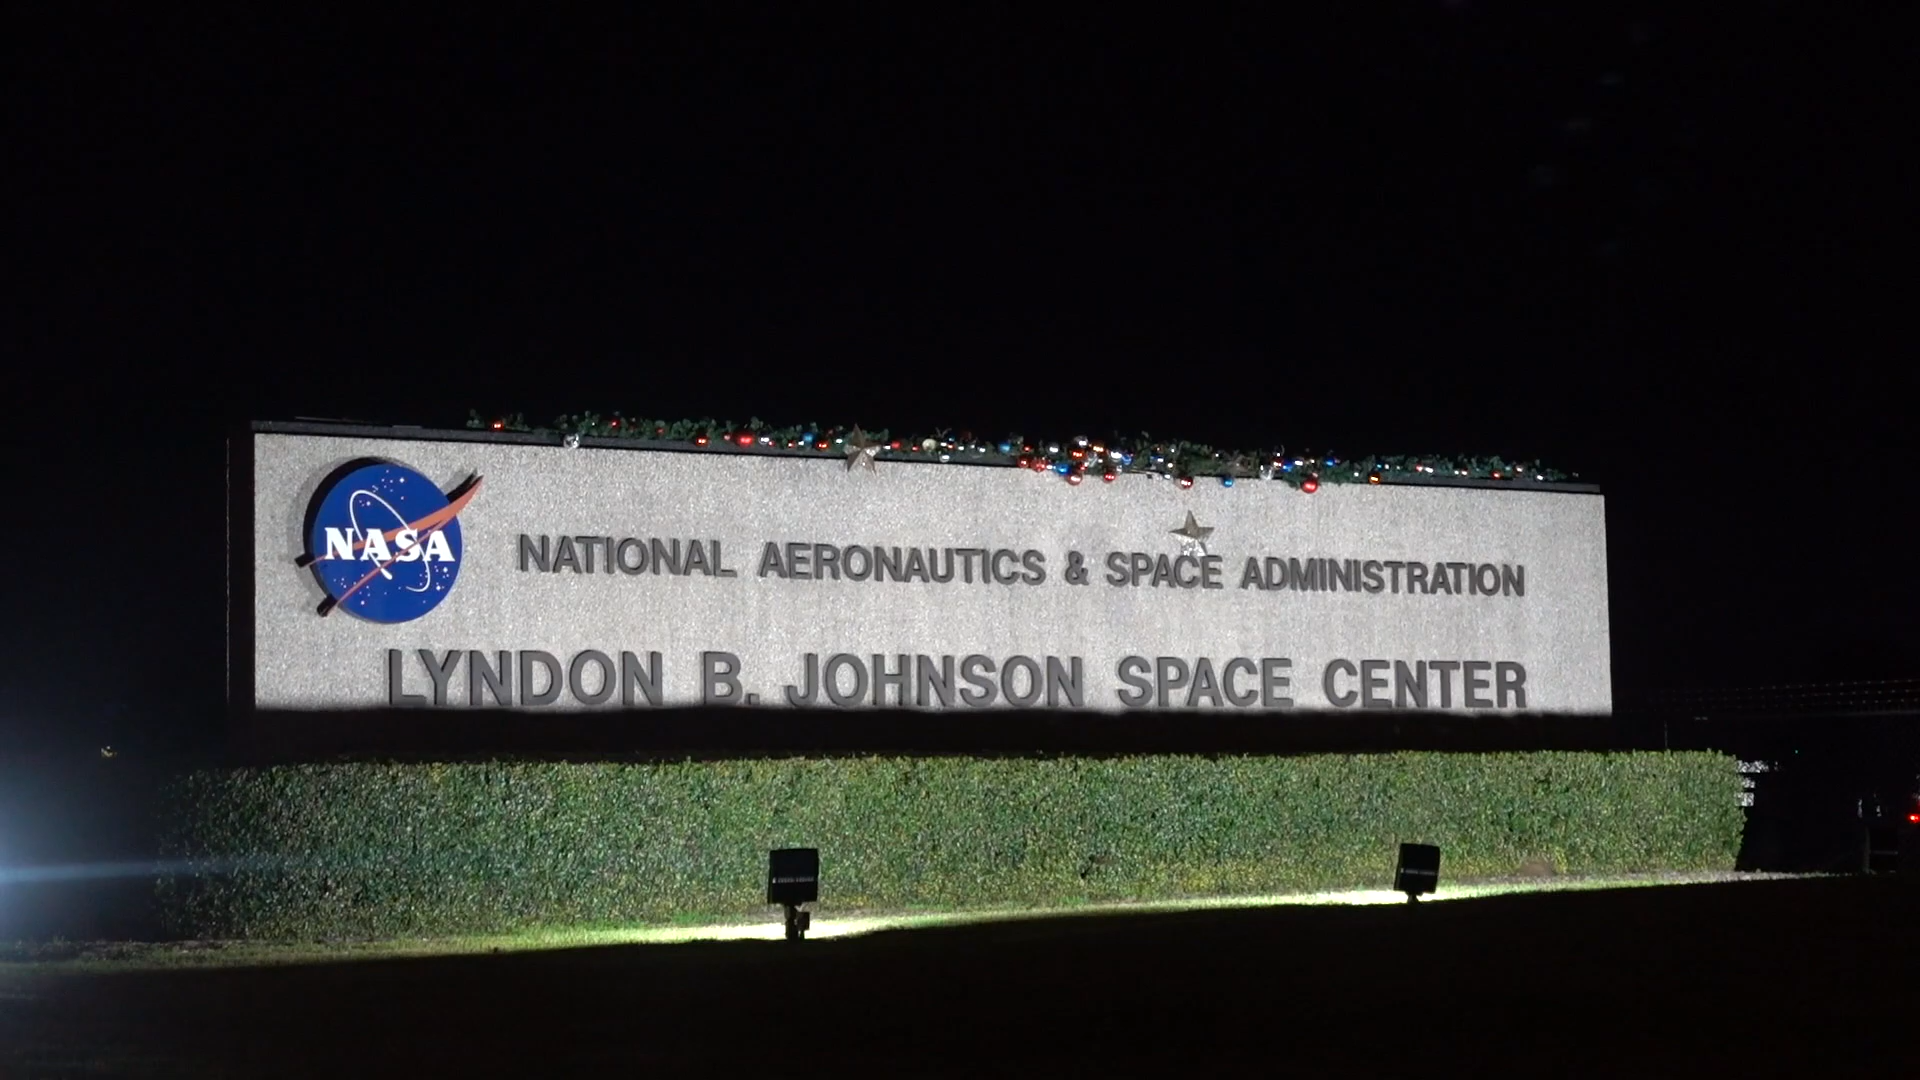 NASA
NATIONAL AERONAUTICS & SPACE ADMINISTRATION
LYNDON B. JOHNSON SPACE CENTER